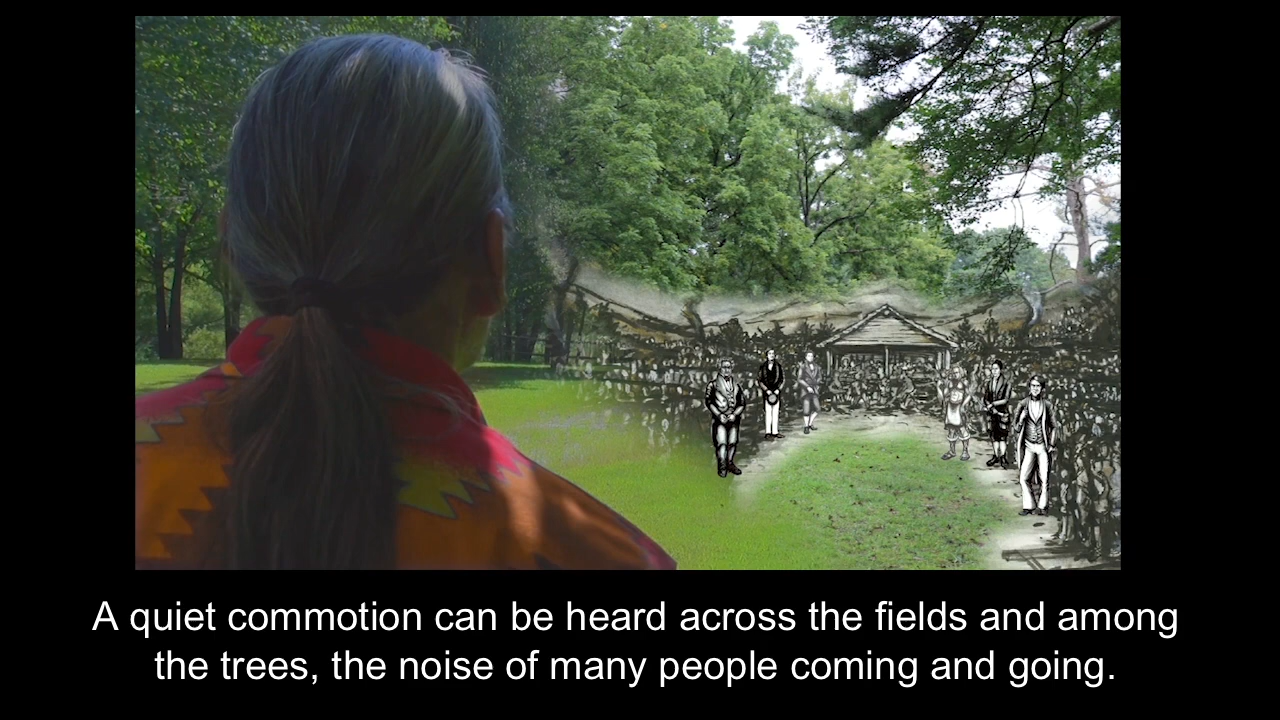 A quiet commotion can be heard across the fields and among
the trees, the noise of many people coming and going.